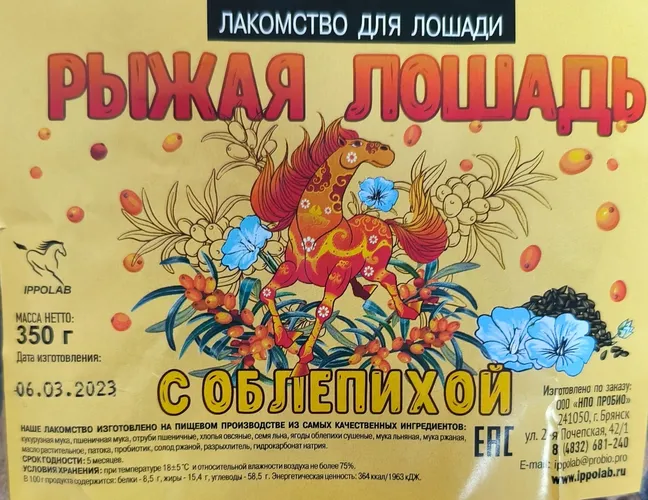 ЛАКОМСТВО ДЛЯ ЛОШАДИ
РЫЖАЯ ЛОШАДЬ
IPPOLAB
МАССА НЕТТО:
350 г
Дата изготовления:
06.03.2023
С ОБЛЕПИХОЙ
Изготовлено по заказу:
ООО «НПО ПРОБИО»
241050, г. Брянск
ул. 2-я Почепская, 42/1
8 (4832) 681-240
E-mail: ippolab@probio.pro
www.ippolab.ru
EAC
НАШЕ ЛАКОМСТВО ИЗГОТОВЛЕНО НА ПИЩЕВОМ ПРОИЗВОДСТВЕ ИЗ САМЫХ КАЧЕСТВЕННЫХ ИНГРЕДИЕНТОВ:
кукурузная мука, пшеничная мука, отруби пшеничные, хлопья овсяные, семя льна, ягоды облепихи сушенные, мука льняная, мука ржаная,
масло растительное, патока, пробиотик, солод ржаной, разрыхлитель, гидрокарбонат натрия.
СРОК ГОДНОСТИ: 5 месяцев.
УСЛОВИЯ ХРАНЕНИЯ: при температуре 18±5 °С и относительной влажности воздуха не более 75%.
В 100 г продукта содержится: белки - 8,5 г, жиры - 15,4 г, углеводы - 58,5 г. Энергетическая ценность: 364 ккал/1963 кДЖ.